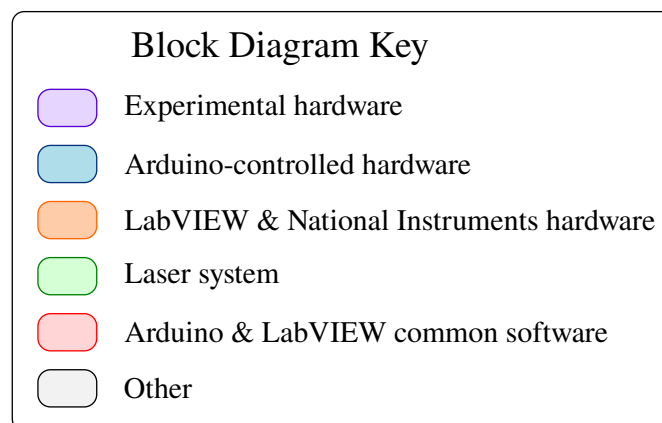 Block Diagram Key
Experimental hardware
Arduino-controlled hardware
LabVIEW & National Instruments hardware
Laser system
Arduino & LabVIEW common software
Other